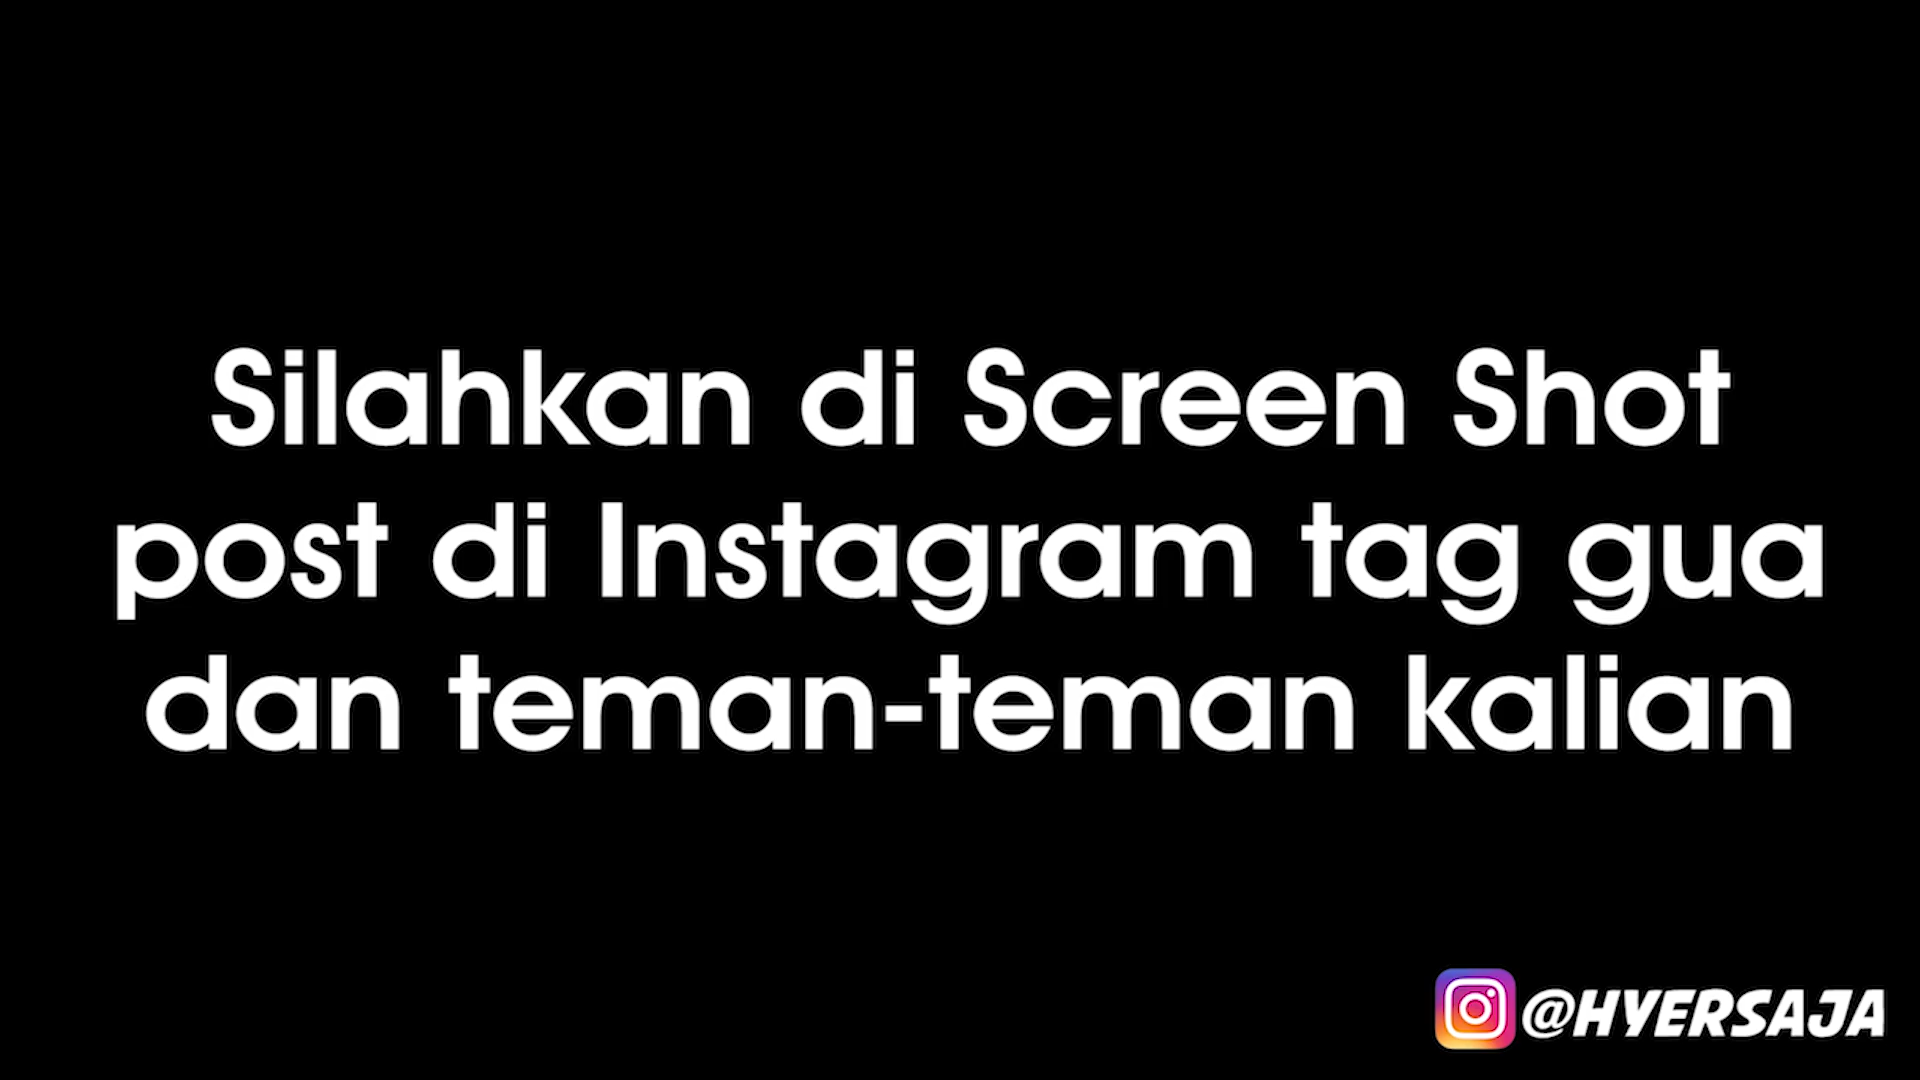 Silahkan di Screen Shot
post di Instagram tag gua
dan teman-teman kalian
@HYERSAJA